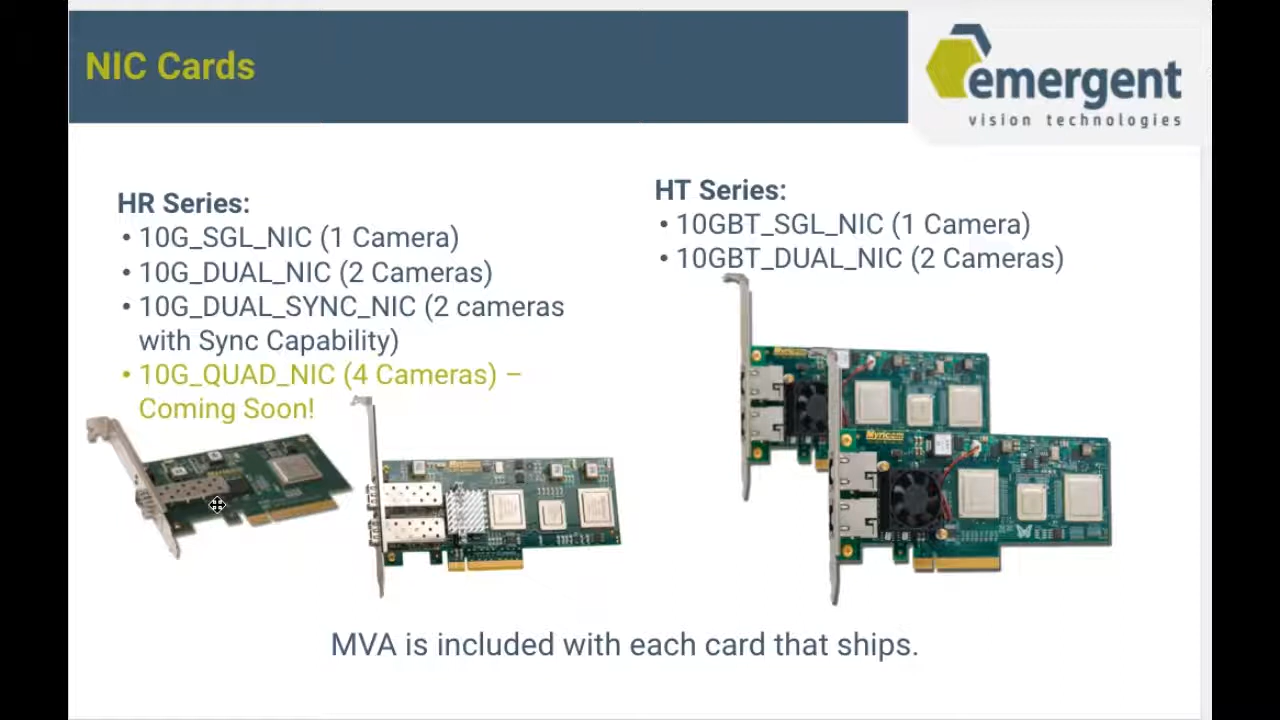 NIC Cards
emergent
vision technologies
HR Series:
• 10G_SGL_NIC (1 Camera)
• 10G_DUAL_NIC (2 Cameras)
• 10G_DUAL_SYNC_NIC (2 cameras
with Sync Capability)
• 10G_QUAD_NIC (4 Cameras) –
Coming Soon!
HT Series:
• 10GBT_SGL_NIC (1 Camera)
• 10GBT_DUAL_NIC (2 Cameras)
Myricom
MVA is included with each card that ships.